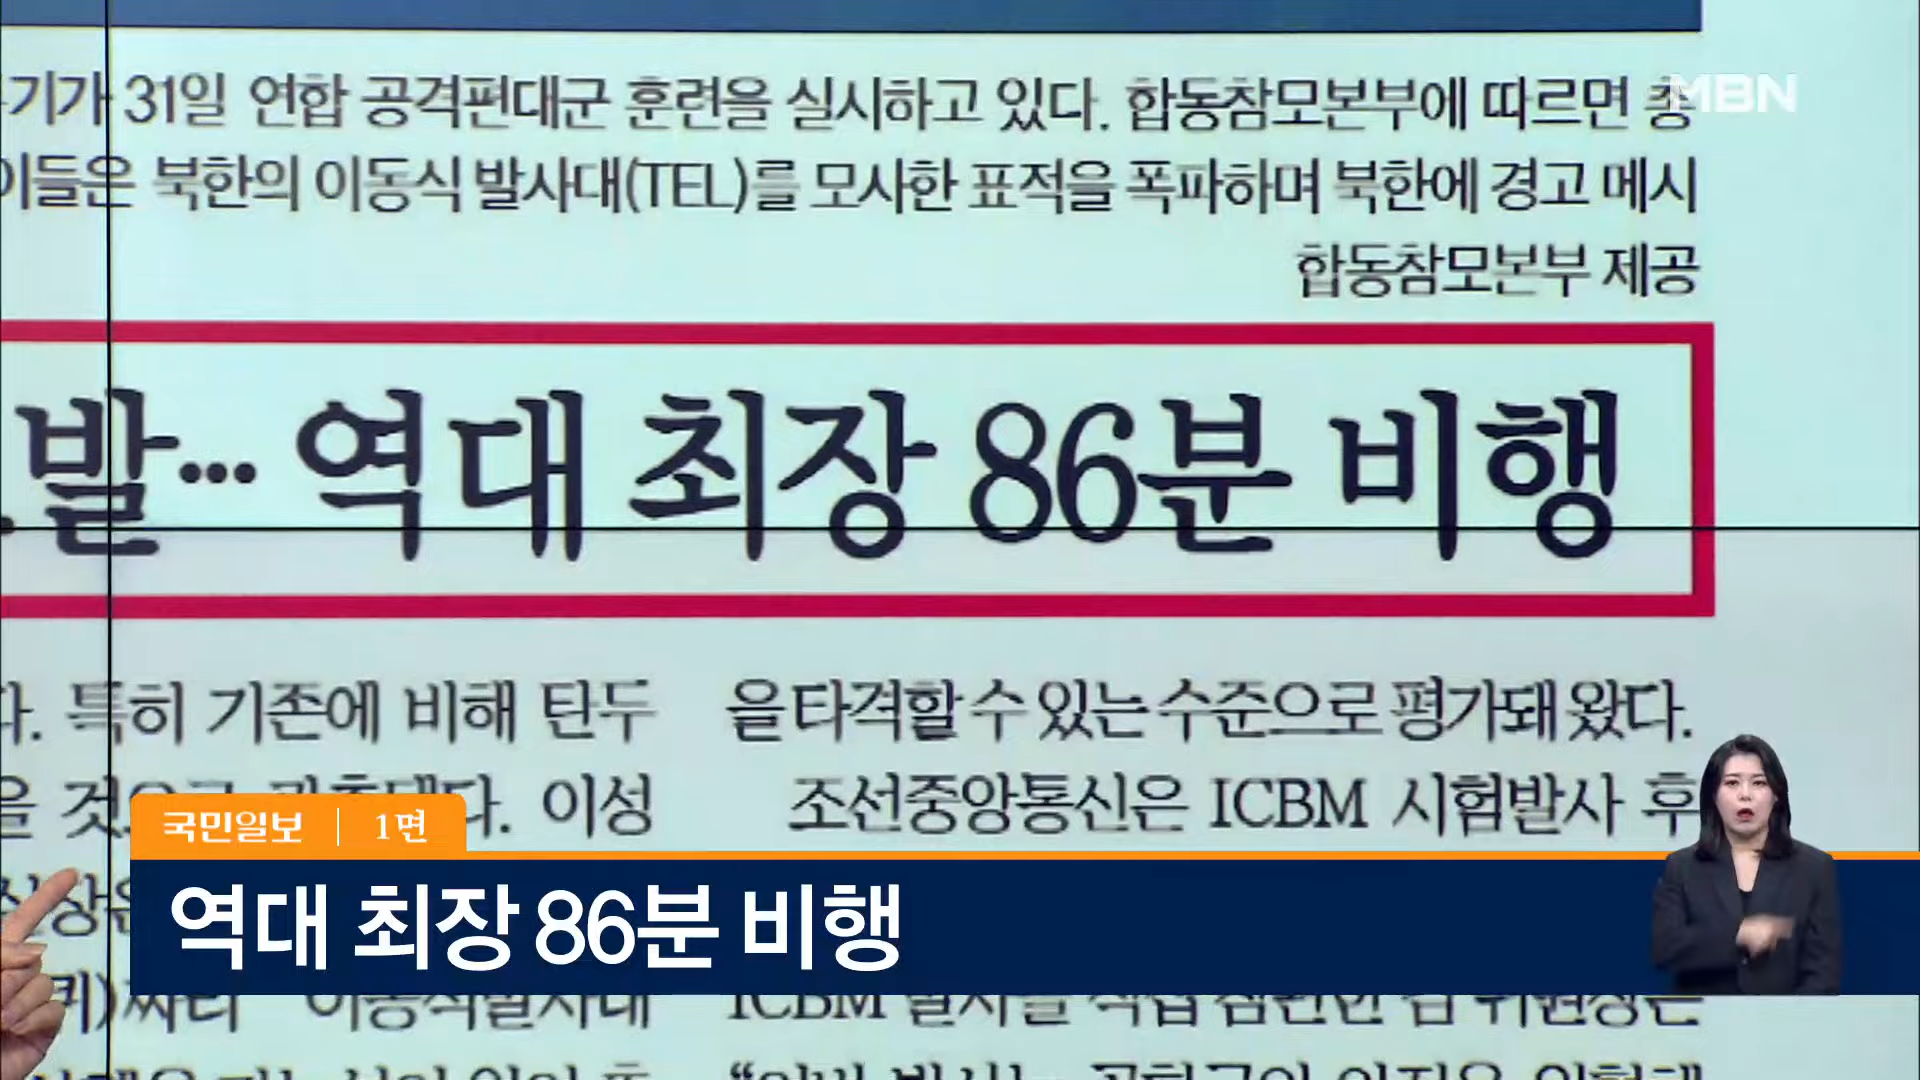 기가 31일 연합 공격편대군 훈련을 실시하고 있다. 합동참모본부에 따르면 총
이들은 북한의 이동식 발사대(TEL)를 모사한 표적을 폭파하며 북한에 경고 메시
합동참모본부 제공
발… 역대 최장 86분 비행
다. 특히 기존에 비해 탄두
을 타격할 수 있는 수준으로 평가돼 왔다.
이성
조선중앙통신은 ICBM 시험발사 후
국민일보 | 1면
역대 최장 86분 비행
MBN